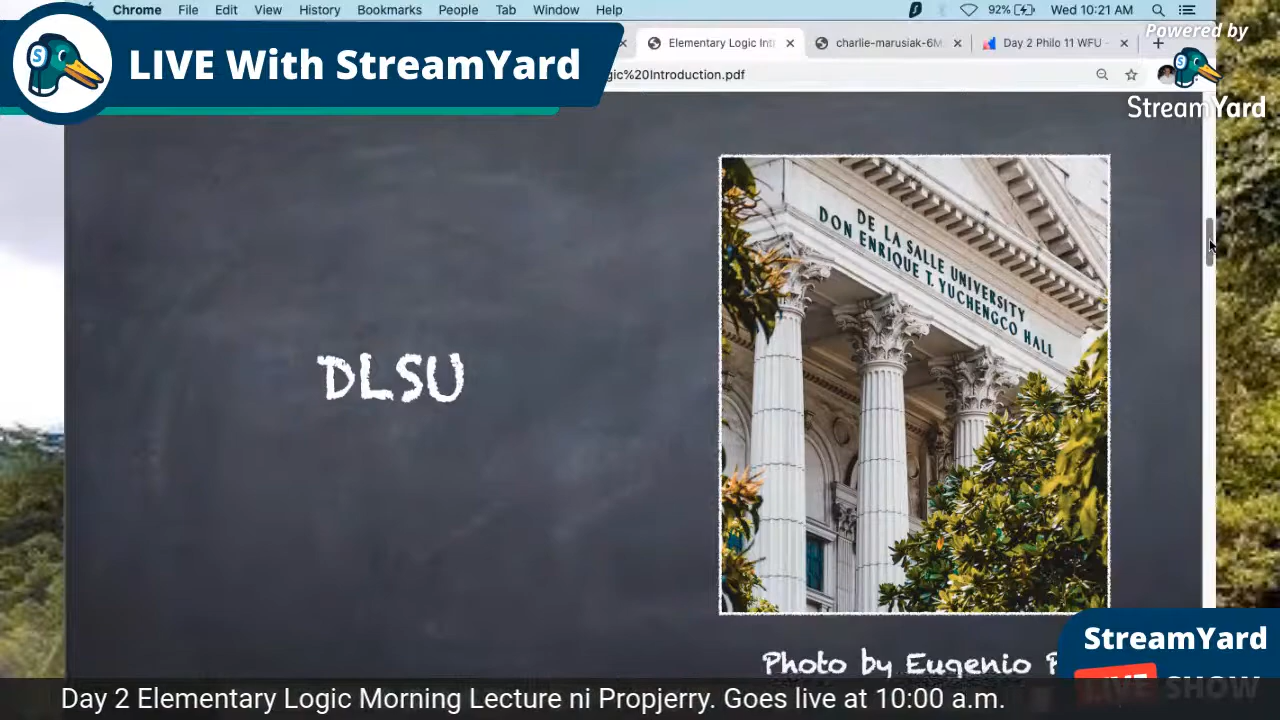 Chrome File Edit View History Bookmarks People Tab Window Help
92% Wed 10:21 AM
LIVE With StreamYard
Elementary Logic Int
charlie-marusiak-6M
Day 2 Philo 11 WFU -
Powered by
StreamYard
gic%20Introduction.pdf
DE LA SALLE UNIVERSITY
DON ENRIQUE T. YUCHENGCO HALL
DLSU
Photo by Eugenio
StreamYard
LIVE SHOW
Day 2 Elementary Logic Morning Lecture ni Propjerry. Goes live at 10:00 a.m.